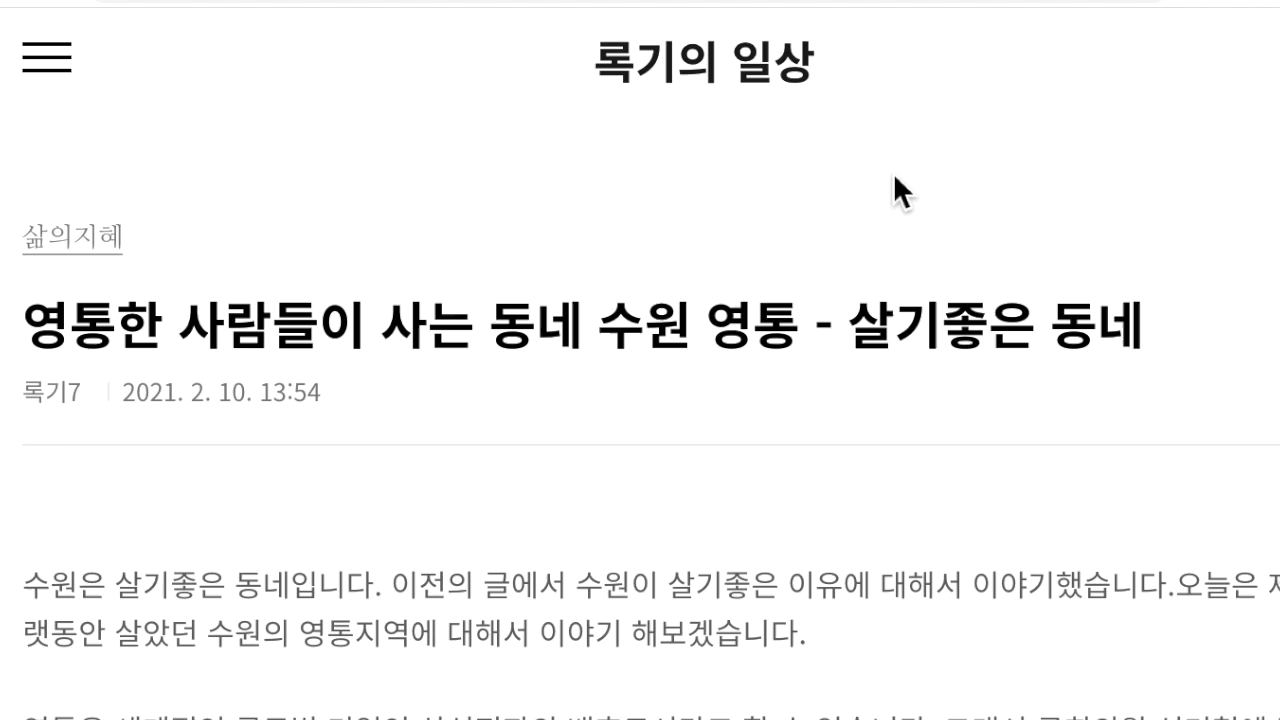 록기의 일상
삶의지혜
영통한 사람들이 사는 동네 수원 영통 - 살기좋은 동네
록기7 2021. 2. 10. 13:54
수원은 살기좋은 동네입니다. 이전의 글에서 수원이 살기좋은 이유에 대해서 이야기했습니다.오늘은
랫동안 살았던 수원의 영통지역에 대해서 이야기 해보겠습니다.